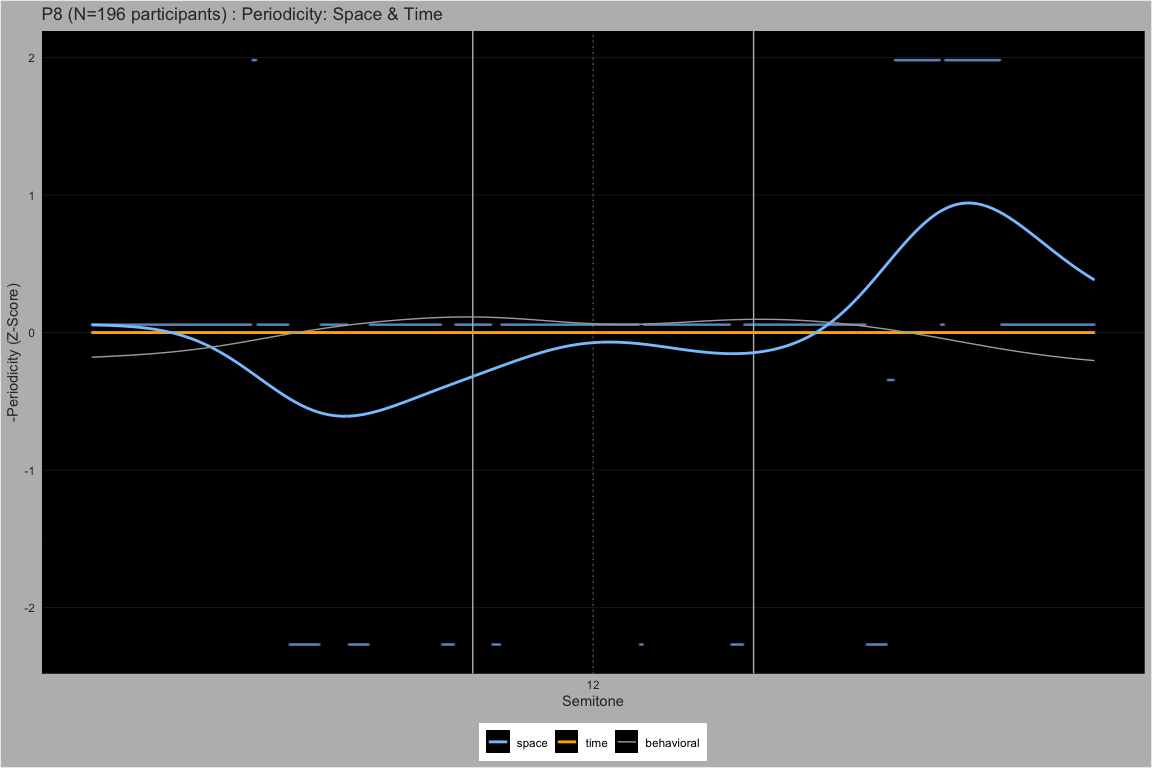 P8 (N=196 participants) : Periodicity: Space & Time
-Periodicity (Z-Score)
2
1
0
-1
-2
12
Semitone
space time behavioral